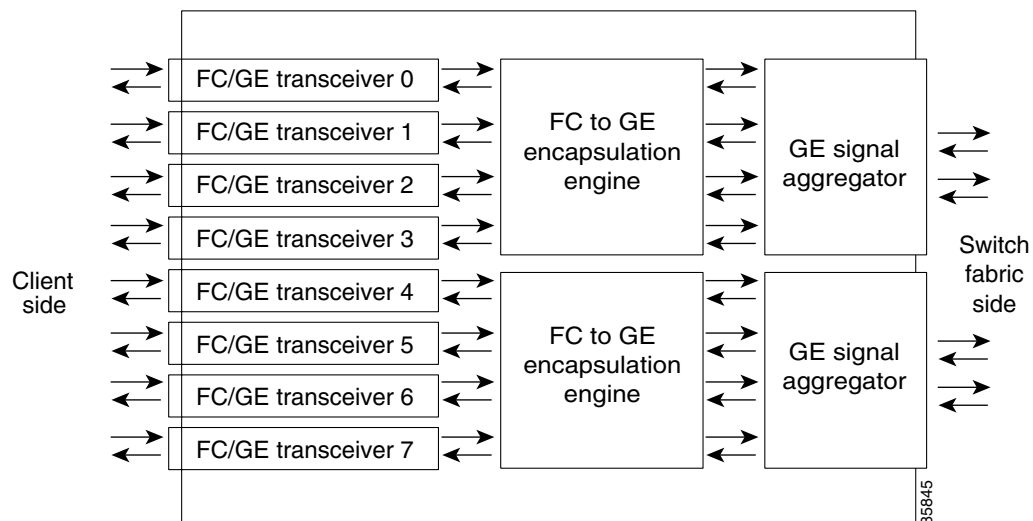 FC/GE transceiver 0
FC/GE transceiver 1
FC/GE transceiver 2
FC/GE transceiver 3
FC/GE transceiver 4
FC/GE transceiver 5
FC/GE transceiver 6
FC/GE transceiver 7
Client
side
FC to GE
encapsulation
engine
FC to GE
encapsulation
engine
GE signal
aggregator
GE signal
aggregator
Switch
fabric
side